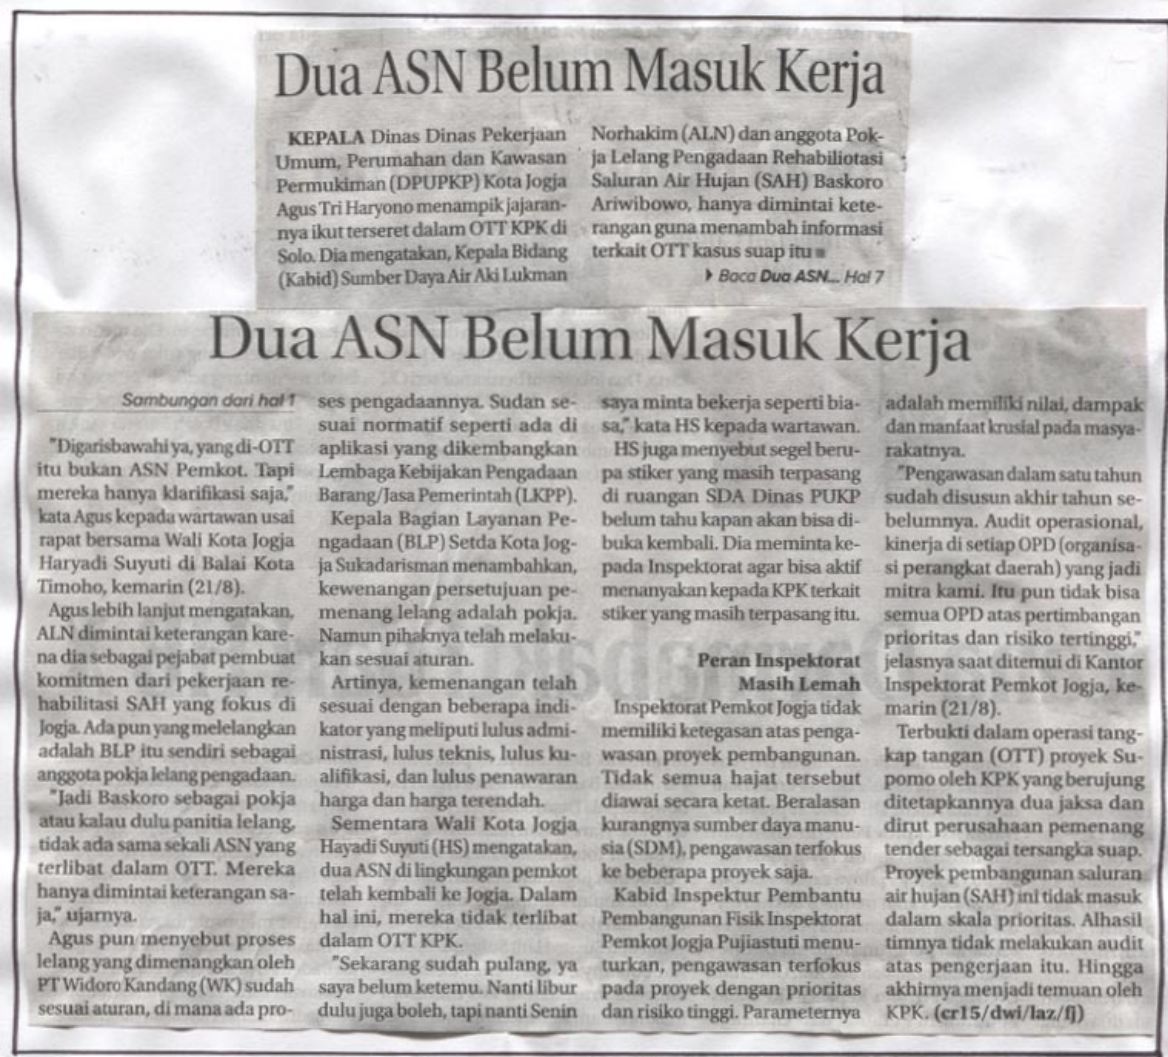 Dua ASN Belum Masuk Kerja
KEPALA Dinas Dinas Pekerjaan
Umum, Perumahan dan Kawasan
Permukiman (DPUPKP) Kota Jogja
Agus Tri Haryono menampik jajaran-
nya ikut terseret dalam OTT KPK di
Solo. Dia mengatakan, Kepala Bidang
(Kabid) Sumber Daya Air Aki Lukman
Norhakim (ALN) dan anggota Pok-
ja Lelang Pengadaan Rehabiliotasi
Saluran Air Hujan (SAH) Baskoro
Ariwibowo, hanya dimintai kete-
rangan guna menambah informasi
terkait OTT kasus suap itu ■
▶ Baca Dua ASN... Hal 7
Dua ASN Belum Masuk Kerja
Sambungan dari hal 1
"Digarisbawahi ya, yang di-OTT
itu bukan ASN Pemkot. Tapi
mereka hanya klarifikasi saja,"
kata Agus kepada wartawan usai
rapat bersama Wali Kota Jogja
Haryadi Suyuti di Balai Kota
Timoho, kemarin (21/8).
Agus lebih lanjut mengatakan,
ALN dimintai keterangan kare-
na dia sebagai pejabat pembuat
komitmen dari pekerjaan re-
habilitasi SAH yang fokus di
Jogja. Ada pun yang melelangkan
adalah BLP itu sendiri sebagai
anggota pokja lelang pengadaan.
"Jadi Baskoro sebagai pokja
atau kalau dulu panitia lelang,
tidak ada sama sekali ASN yang
terlibat dalam OTT. Mereka
hanya dimintai keterangan sa-
ja," ujarnya.
Agus pun menyebut proses
lelang yang dimenangkan oleh
PT Widoro Kandang (WK) sudah
sesuai aturan, di mana ada pro-
ses pengadaannya. Sudan se-
suai normatif seperti ada di
aplikasi yang dikembangkan
Lembaga Kebijakan Pengadaan
Barang/Jasa Pemerintah (LKPP).
Kepala Bagian Layanan Pe-
ngadaan (BLP) Setda Kota Jog-
ja Sukadarisman menambahkan,
kewenangan persetujuan pe-
menang lelang adalah pokja.
Namun pihaknya telah melaku-
kan sesuai aturan.
Artinya, kemenangan telah
sesuai dengan beberapa indi-
kator yang meliputi lulus admi-
nistrasi, lulus teknis, lulus ku-
alifikasi, dan lulus penawaran
harga dan harga terendah.
Sementara Wali Kota Jogja
Hayadi Suyuti (HS) mengatakan,
dua ASN di lingkungan pemkot
telah kembali ke Jogja. Dalam
hal ini, mereka tidak terlibat
dalam OTT KPK.
"Sekarang sudah pulang, ya
saya belum ketemu. Nanti libur
dulu juga boleh, tapi nanti Senin
saya minta bekerja seperti bia-
sa," kata HS kepada wartawan.
HS juga menyebut segel beru-
pa stiker yang masih terpasang
di ruangan SDA Dinas PUKP
belum tahu kapan akan bisa di-
buka kembali. Dia meminta ke-
pada Inspektorat agar bisa aktif
menanyakan kepada KPK terkait
stiker yang masih terpasang itu.
Peran Inspektorat
Masih Lemah
Inspektorat Pemkot Jogja tidak
memiliki ketegasan atas penga-
wasan proyek pembangunan.
Tidak semua hajat tersebut
diawai secara ketat. Beralasan
kurangnya sumber daya manu-
sia (SDM), pengawasan terfokus
ke beberapa proyek saja.
Kabid Inspektur Pembantu
Pembangunan Fisik Inspektorat
Pemkot Jogja Pujiastuti menu-
turkan, pengawasan terfokus
pada proyek dengan prioritas
dan risiko tinggi. Parameternya
adalah memiliki nilai, dampak
dan manfaat krusial pada masya-
rakatnya.
"Pengawasan dalam satu tahun
sudah disusun akhir tahun se-
belumnya. Audit operasional,
kinerja di setiap OPD (organisa-
si perangkat daerah) yang jadi
mitra kami. Itu pun tidak bisa
semua OPD atas pertimbangan
prioritas dan risiko tertinggi,"
jelasnya saat ditemui di Kantor
Inspektorat Pemkot Jogja, ke-
marin (21/8).
Terbukti dalam operasi tang-
kap tangan (OTT) proyek Su-
pomo oleh KPK yang berujung
ditetapkannya dua jaksa dan
dirut perusahaan pemenang
tender sebagai tersangka suap.
Proyek pembangunan saluran
air hujan (SAH) ini tidak masuk
dalam skala prioritas. Alhasil
timnya tidak melakukan audit
atas pengerjaan itu. Hingga
akhirnya menjadi temuan oleh
KPK. (cr15/dwi/laz/fj)